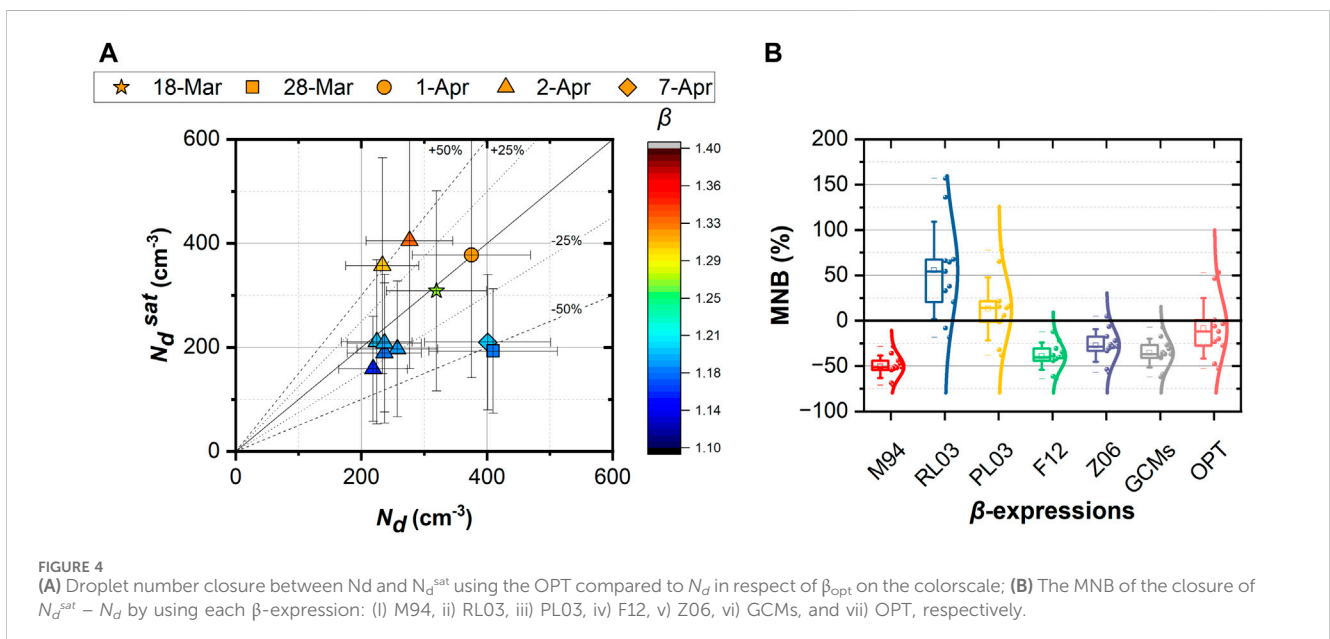 A
B
18-Mar 28-Mar 1-Apr 2-Apr 7-Apr
β
600
400
200
0
0 200 400 600
+50%
+25%
-25%
-50%
N_d^sat (cm⁻³)
N_d (cm⁻³)
1.40
1.36
1.33
1.29
1.25
1.21
1.18
1.14
1.10
200
150
100
50
0
−50
−100
MNB (%)
M94 RL03 PL03 F12 Z06 GCMs OPT
β-expressions
FIGURE 4
(A) Droplet number closure between Nd and N_d^sat using the OPT compared to N_d in respect of β_opt on the colorscale; (B) The MNB of the closure of
N_d^sat – N_d by using each β-expression: (I) M94, ii) RL03, iii) PL03, iv) F12, v) Z06, vi) GCMs, and vii) OPT, respectively.